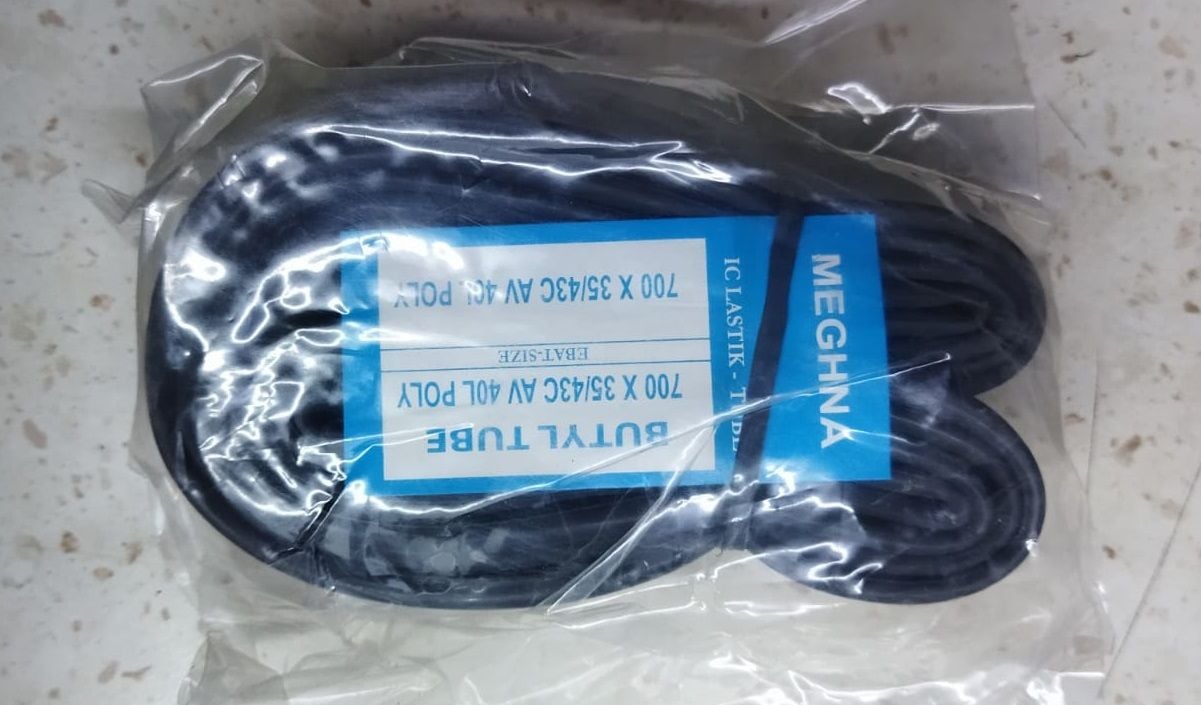 MEGHNA
IC LASTIK - TUBE
BUTYL TUBE
700 X 35/43C AV 40L POLY
EBAT-SIZE
700 X 35/43C AV 40L POLY